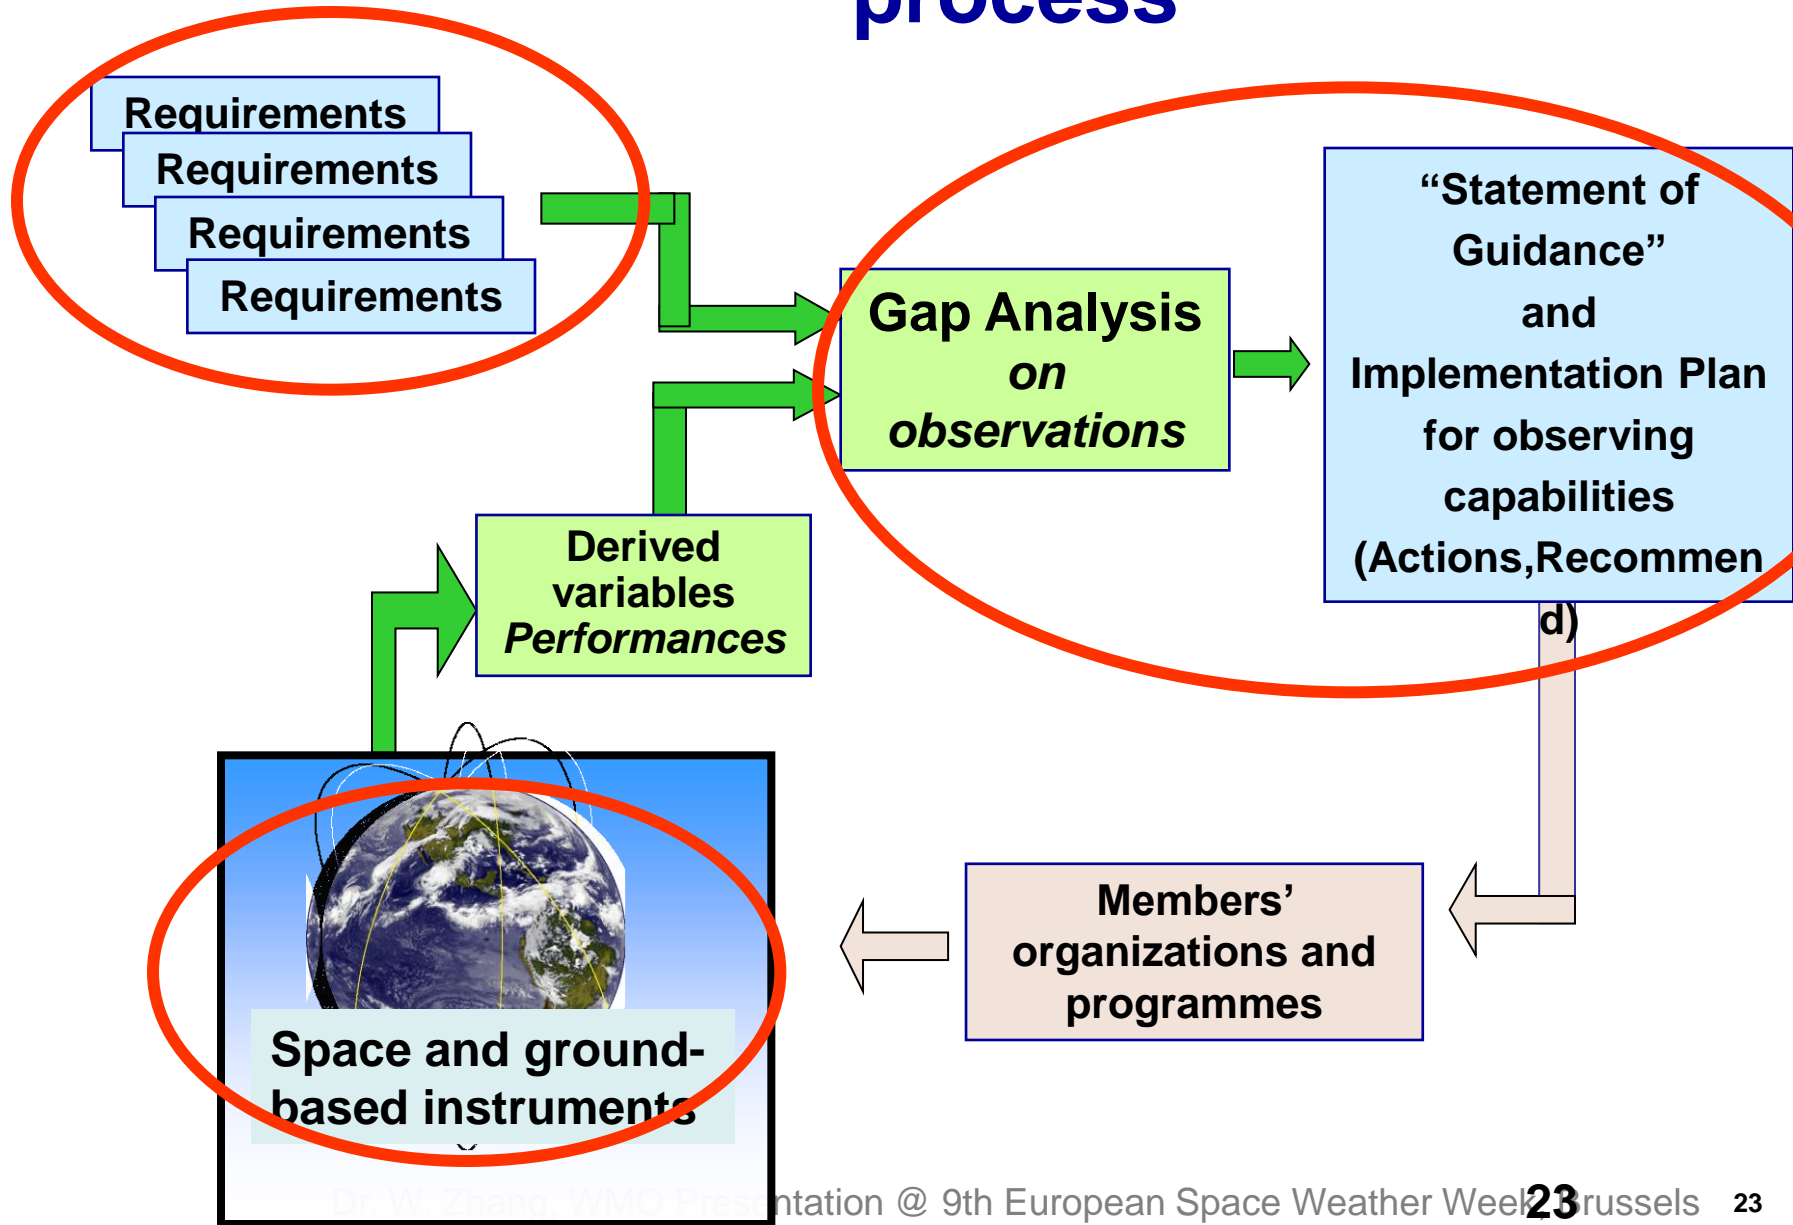 process
Requirements
Requirements
Requirements
Requirements
Gap Analysis
on
observations
“Statement of
Guidance”
and
Implementation Plan
for observing
capabilities
(Actions,Recommen
d)
Derived
variables
Performances
Members’
organizations and
programmes
Space and ground-
based instruments
Dr. W. Zhang, WMO Presentation @ 9th European Space Weather Week, Brussels
23
23